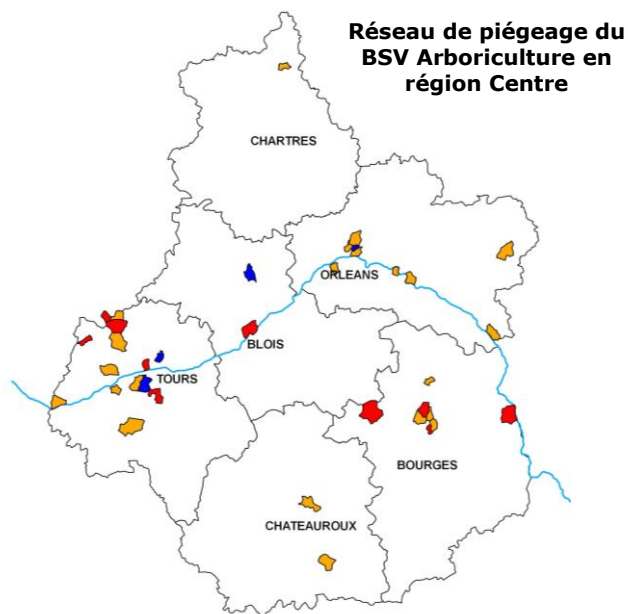 Réseau de piégeage du
BSV Arboriculture en
région Centre
CHARTRES
ORLEANS
BLOIS
TOURS
BOURGES
CHATEAUROUX